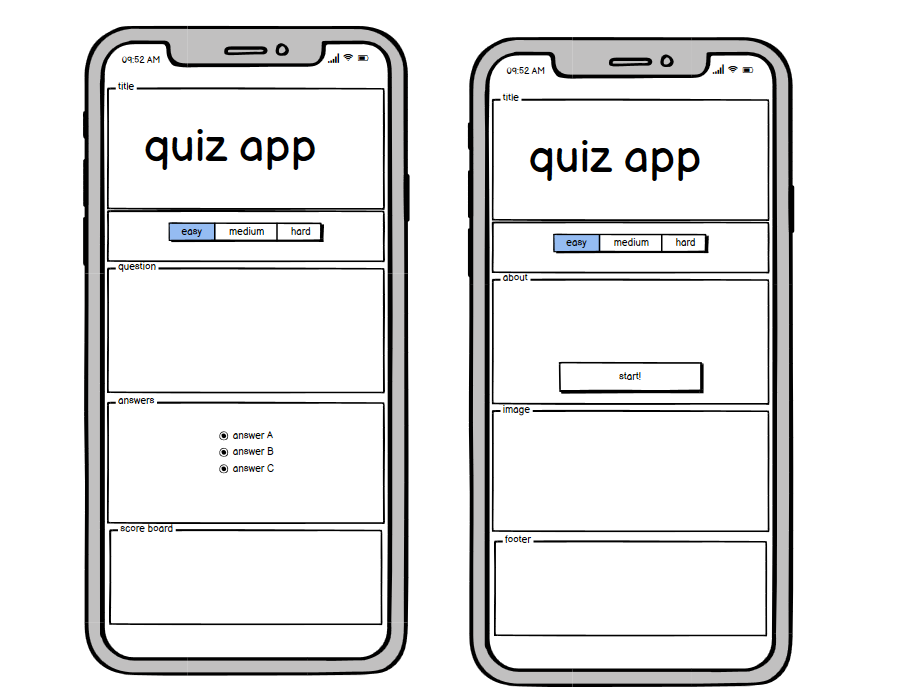 09:52 AM
title
quiz app
easy medium hard
question
answers
answer A
answer B
answer C
score board
09:52 AM
title
quiz app
easy medium hard
about
start!
image
footer